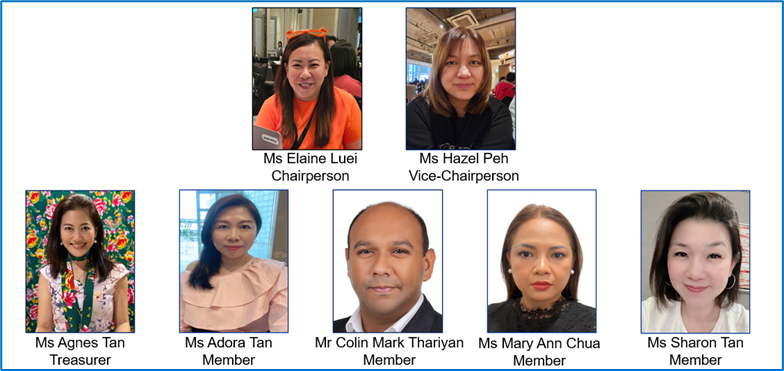 Ms Elaine Luei
Chairperson
Ms Hazel Peh
Vice-Chairperson
Ms Agnes Tan
Treasurer
Ms Adora Tan
Member
Mr Colin Mark Thariyan
Member
Ms Mary Ann Chua
Member
Ms Sharon Tan
Member